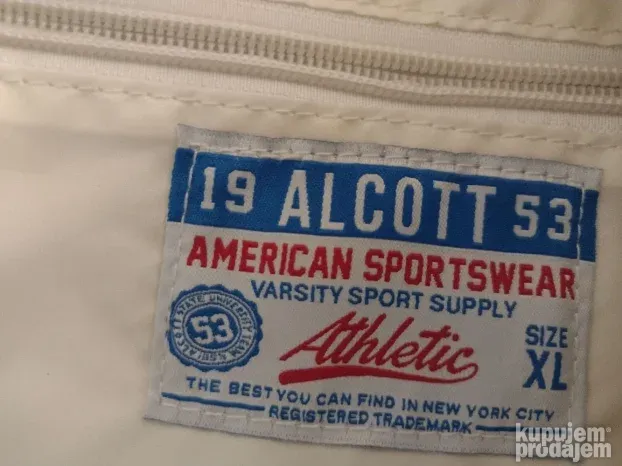 19 ALCOTT 53
AMERICAN SPORTSWEAR
VARSITY SPORT SUPPLY
53
Athletic
SIZE
XL
THE BEST YOU CAN FIND IN NEW YORK CITY
REGISTERED TRADEMARK
kupujem
prodajem